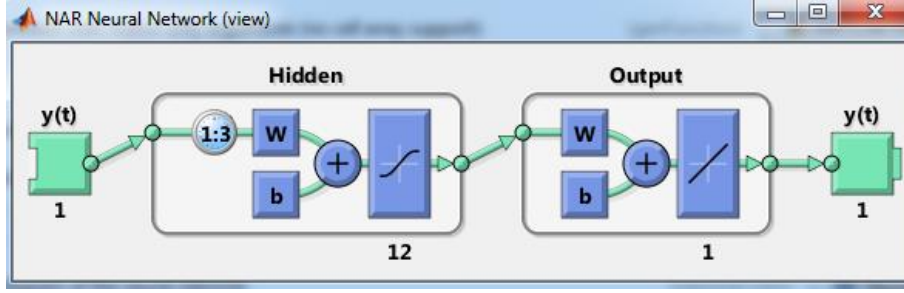 NAR Neural Network (view)
Hidden
Output
y(t)
y(t)
1:3
W
W
b
b
1
12
1
1